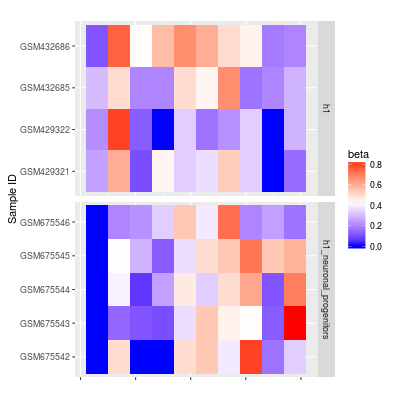 GSM432686
GSM432685
GSM429322
GSM429321
h1
Sample ID
GSM675546
GSM675545
GSM675544
GSM675543
GSM675542
h1_neuronal_progenitors
beta
0.8
0.6
0.4
0.2
0.0